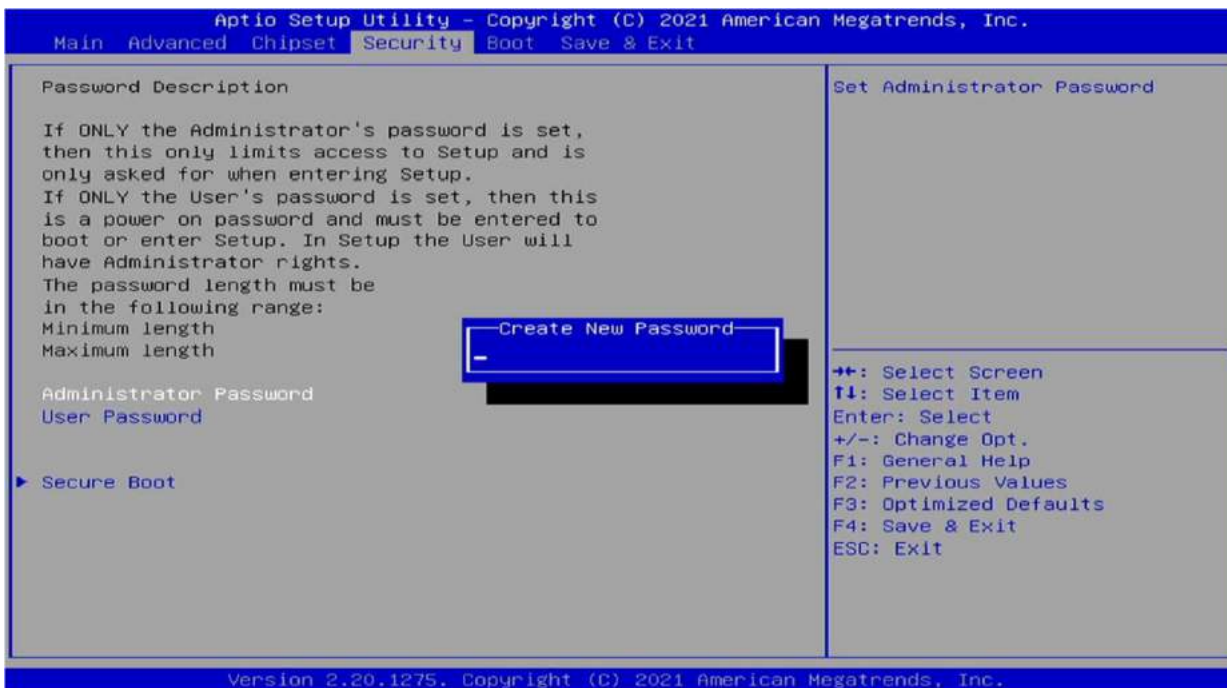 Aptio Setup Utility – Copyright (C) 2021 American Megatrends, Inc.
Main Advanced Chipset Security Boot Save & Exit
Password Description
If ONLY the Administrator's password is set,
then this only limits access to Setup and is
only asked for when entering Setup.
If ONLY the User's password is set, then this
is a power on password and must be entered to
boot or enter Setup. In Setup the User will
have Administrator rights.
The password length must be
in the following range:
Minimum length
Maximum length
Administrator Password
User Password
Secure Boot
Create New Password
Set Administrator Password
→←: Select Screen
↑↓: Select Item
Enter: Select
+/-: Change Opt.
F1: General Help
F2: Previous Values
F3: Optimized Defaults
F4: Save & Exit
ESC: Exit
Version 2.20.1275. Copyright (C) 2021 American Megatrends, Inc.